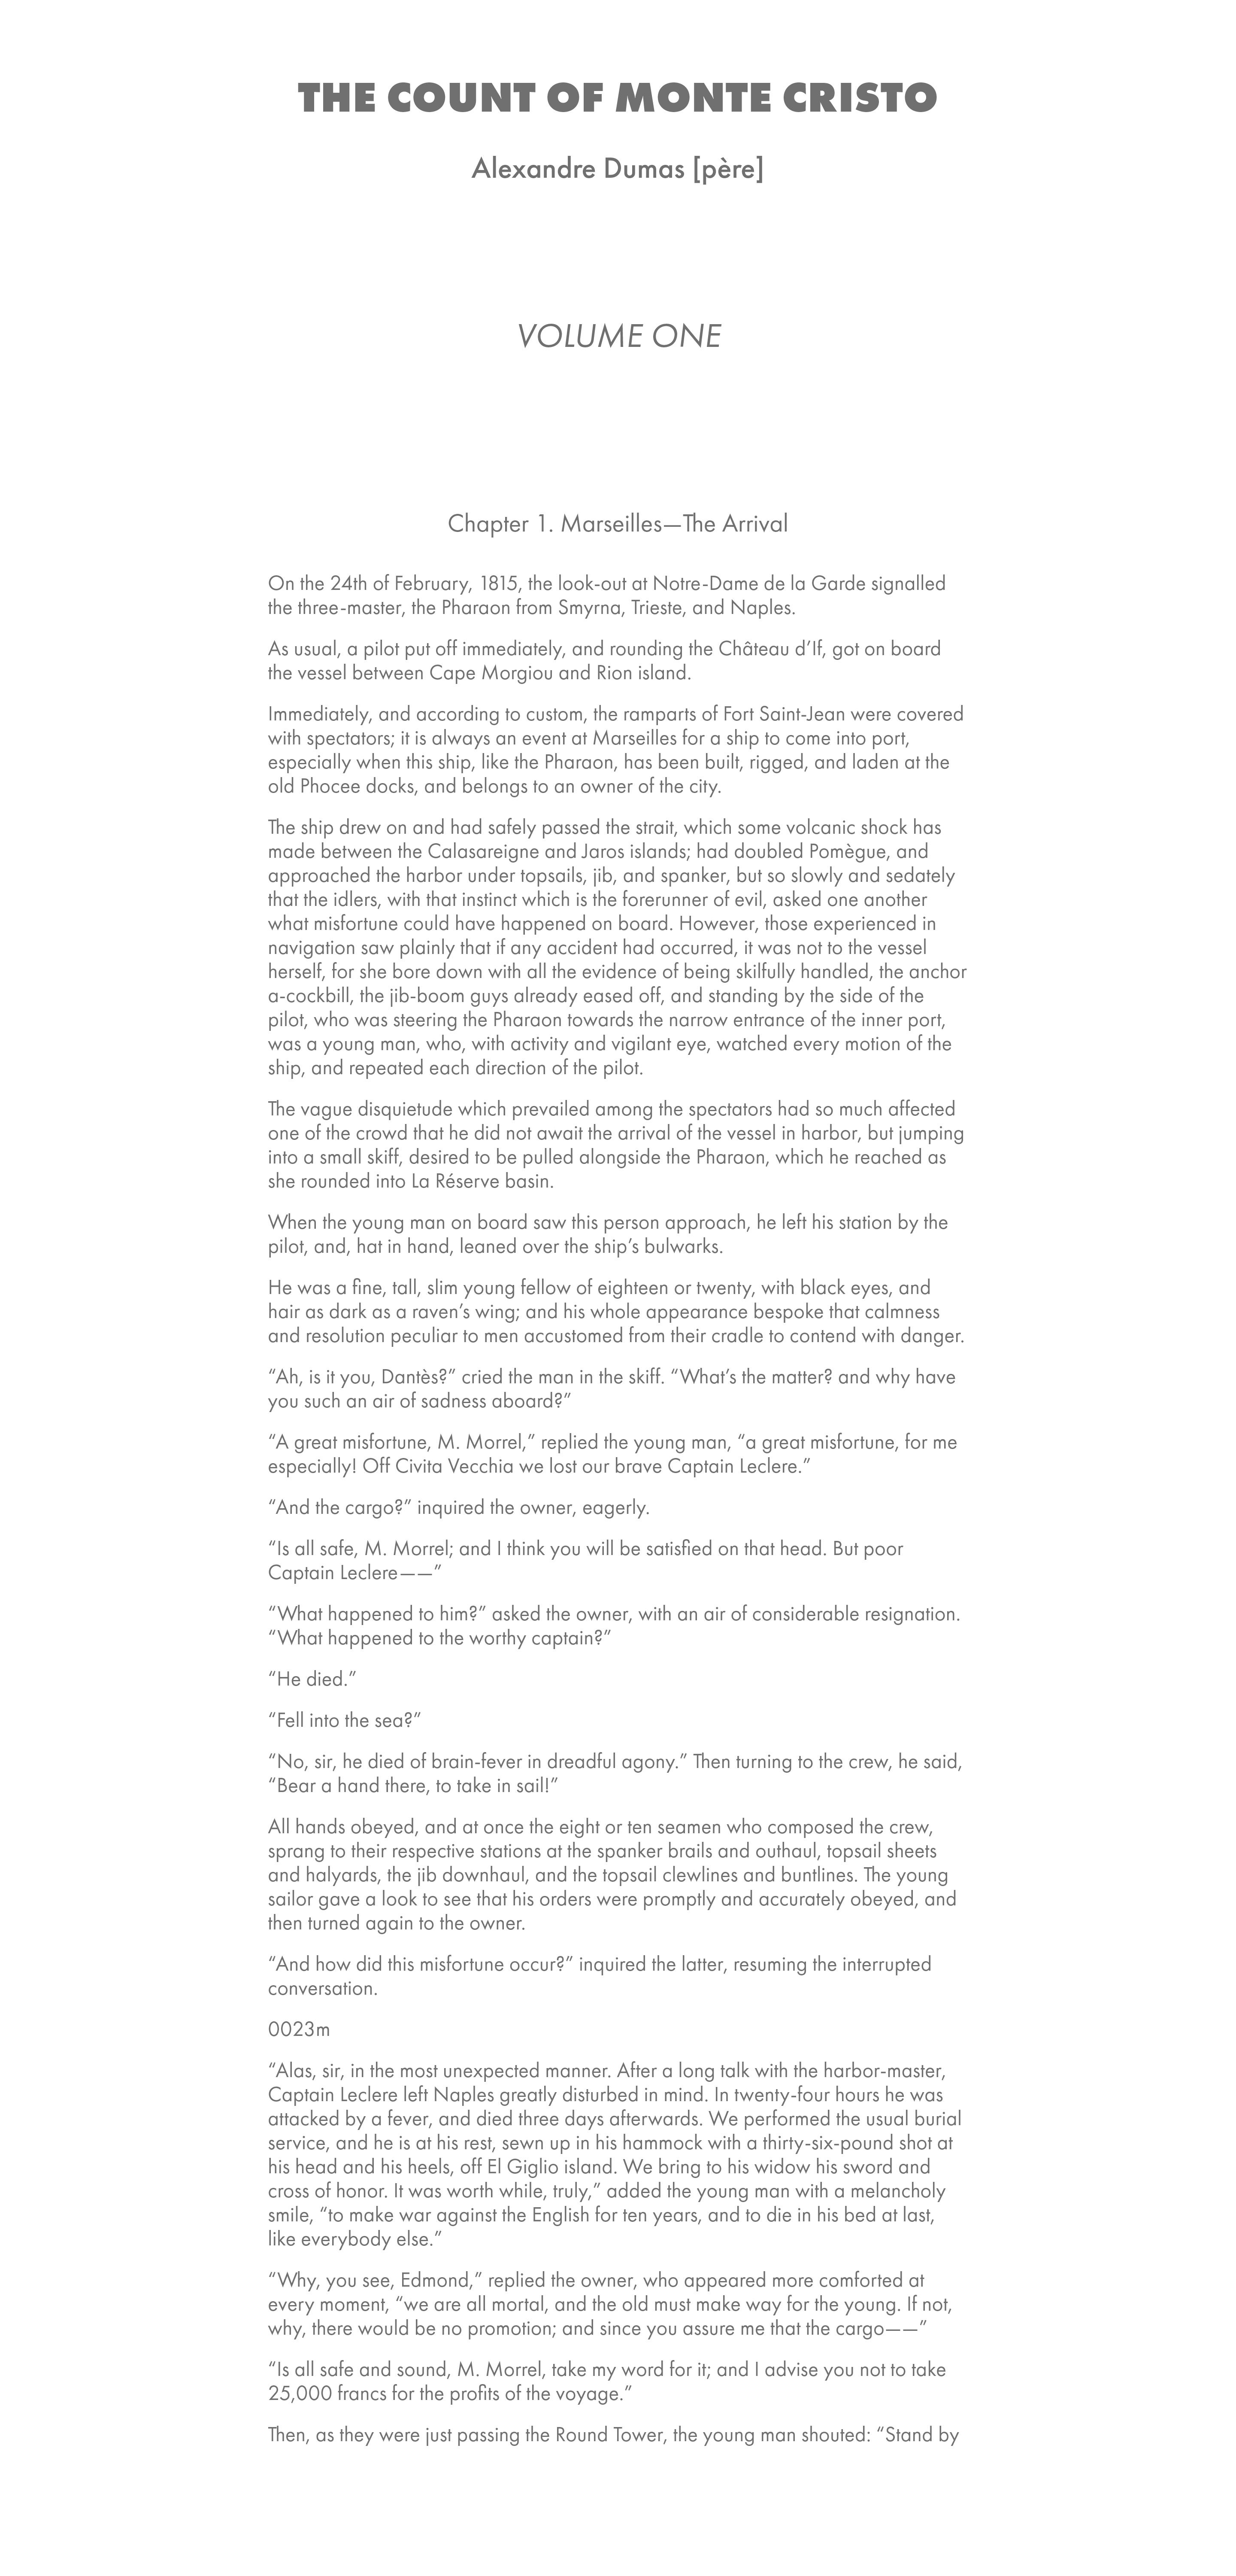 THE COUNT OF MONTE CRISTO
Alexandre Dumas [père]
VOLUME ONE
Chapter 1. Marseilles—The Arrival
On the 24th of February, 1815, the look-out at Notre-Dame de la Garde signalled
the three-master, the Pharaon from Smyrna, Trieste, and Naples.
As usual, a pilot put off immediately, and rounding the Château d’If, got on board
the vessel between Cape Morgiou and Rion island.
Immediately, and according to custom, the ramparts of Fort Saint-Jean were covered
with spectators; it is always an event at Marseilles for a ship to come into port,
especially when this ship, like the Pharaon, has been built, rigged, and laden at the
old Phocee docks, and belongs to an owner of the city.
The ship drew on and had safely passed the strait, which some volcanic shock has
made between the Calasareigne and Jaros islands; had doubled Pomègue, and
approached the harbor under topsails, jib, and spanker, but so slowly and sedately
that the idlers, with that instinct which is the forerunner of evil, asked one another
what misfortune could have happened on board. However, those experienced in
navigation saw plainly that if any accident had occurred, it was not to the vessel
herself, for she bore down with all the evidence of being skilfully handled, the anchor
a-cockbill, the jib-boom guys already eased off, and standing by the side of the
pilot, who was steering the Pharaon towards the narrow entrance of the inner port,
was a young man, who, with activity and vigilant eye, watched every motion of the
ship, and repeated each direction of the pilot.
The vague disquietude which prevailed among the spectators had so much affected
one of the crowd that he did not await the arrival of the vessel in harbor, but jumping
into a small skiff, desired to be pulled alongside the Pharaon, which he reached as
she rounded into La Réserve basin.
When the young man on board saw this person approach, he left his station by the
pilot, and, hat in hand, leaned over the ship’s bulwarks.
He was a fine, tall, slim young fellow of eighteen or twenty, with black eyes, and
hair as dark as a raven’s wing; and his whole appearance bespoke that calmness
and resolution peculiar to men accustomed from their cradle to contend with danger.
“Ah, is it you, Dantès?” cried the man in the skiff. “What’s the matter? and why have
you such an air of sadness aboard?”
“A great misfortune, M. Morrel,” replied the young man, “a great misfortune, for me
especially! Off Civita Vecchia we lost our brave Captain Leclere.”
“And the cargo?” inquired the owner, eagerly.
“Is all safe, M. Morrel; and I think you will be satisfied on that head. But poor
Captain Leclere——”
“What happened to him?” asked the owner, with an air of considerable resignation.
“What happened to the worthy captain?”
“He died.”
“Fell into the sea?”
“No, sir, he died of brain-fever in dreadful agony.” Then turning to the crew, he said,
“Bear a hand there, to take in sail!”
All hands obeyed, and at once the eight or ten seamen who composed the crew,
sprang to their respective stations at the spanker brails and outhaul, topsail sheets
and halyards, the jib downhaul, and the topsail clewlines and buntlines. The young
sailor gave a look to see that his orders were promptly and accurately obeyed, and
then turned again to the owner.
“And how did this misfortune occur?” inquired the latter, resuming the interrupted
conversation.
0023m
“Alas, sir, in the most unexpected manner. After a long talk with the harbor-master,
Captain Leclere left Naples greatly disturbed in mind. In twenty-four hours he was
attacked by a fever, and died three days afterwards. We performed the usual burial
service, and he is at his rest, sewn up in his hammock with a thirty-six-pound shot at
his head and his heels, off El Giglio island. We bring to his widow his sword and
cross of honor. It was worth while, truly,” added the young man with a melancholy
smile, “to make war against the English for ten years, and to die in his bed at last,
like everybody else.”
“Why, you see, Edmond,” replied the owner, who appeared more comforted at
every moment, “we are all mortal, and the old must make way for the young. If not,
why, there would be no promotion; and since you assure me that the cargo——”
“Is all safe and sound, M. Morrel, take my word for it; and I advise you not to take
25,000 francs for the profits of the voyage.”
Then, as they were just passing the Round Tower, the young man shouted: “Stand by